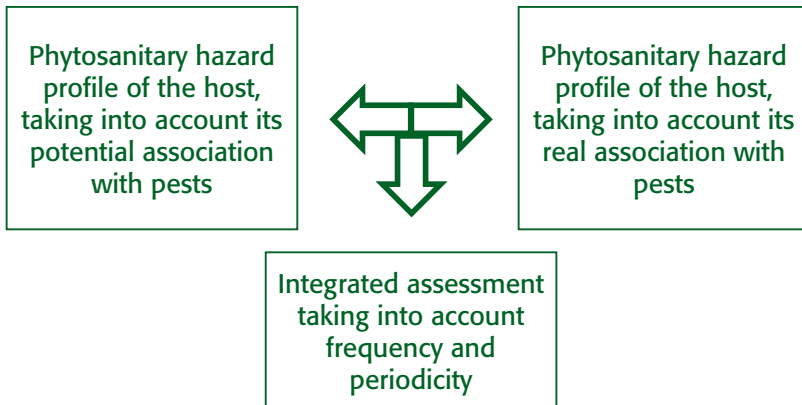 Phytosanitary hazard
profile of the host,
taking into account its
potential association
with pests
Phytosanitary hazard
profile of the host,
taking into account its
real association with
pests
Integrated assessment
taking into account
frequency and
periodicity